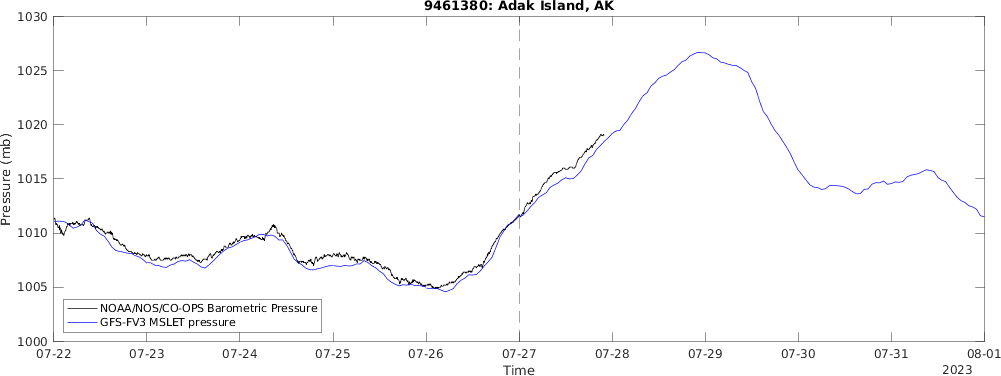 9461380: Adak Island, AK
Pressure (mb)
1030
1025
1020
1015
1010
1005
1000
NOAA/NOS/CO-OPS Barometric Pressure
GFS-FV3 MSLET pressure
07-22 07-23 07-24 07-25 07-26 07-27 07-28 07-29 07-30 07-31 08-01
Time
2023